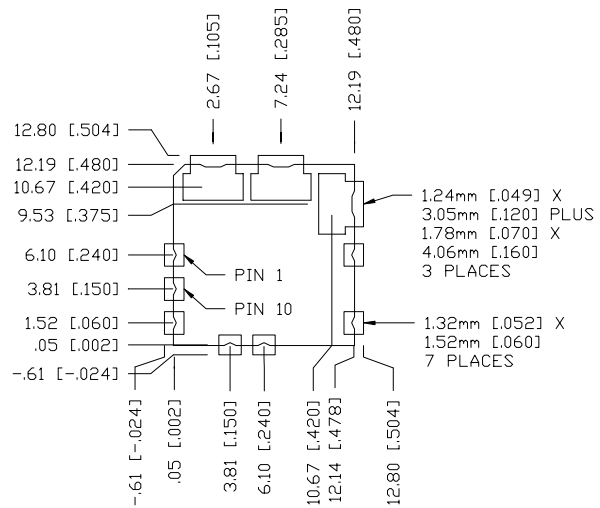 2.67 [.105]
7.24 [.285]
12.19 [.480]
12.80 [.504]
12.19 [.480]
10.67 [.420]
9.53 [.375]
6.10 [.240]
3.81 [.150]
1.52 [.060]
.05 [.002]
-.61 [-.024]
PIN 1
PIN 10
1.24mm [.049] X
3.05mm [.120] PLUS
1.78mm [.070] X
4.06mm [.160]
3 PLACES
1.32mm [.052] X
1.52mm [.060]
7 PLACES
-.61 [-.024]
.05 [.002]
3.81 [.150]
6.10 [.240]
10.67 [.420]
12.14 [.478]
12.80 [.504]